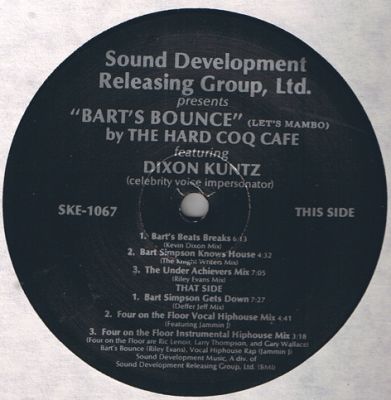 Sound Development
Releasing Group, Ltd.
presents
"BART'S BOUNCE" (LET'S MAMBO)
by THE HARD COQ CAFE
featuring
DIXON KUNTZ
(celebrity voice impersonator)
SKE-1067 THIS SIDE
1. Bart's Beats Breaks 6:13
(Kevin Dixon Mix)
2. Bart Simpson Knows House 4:32
(The Knight Writers Mix)
3. The Under Achievers Mix 7:05
(Riley Evans Mix)
THAT SIDE
1. Bart Simpson Gets Down 7:27
(Deffer Jeff Mix)
2. Four on the Floor Vocal Hiphouse Mix 4:41
(Featuring Jammin J)
3. Four on the Floor Instrumental Hiphouse Mix 3:18
(Four on the Floor are Ric Lenoir, Larry Thompson, and Gary Wallace)
Bart's Bounce (Riley Evans), Vocal Hiphouse Rap (Jammin J)
Sound Development Music, A div. of
Sound Development Releasing Group, Ltd. (BMI)